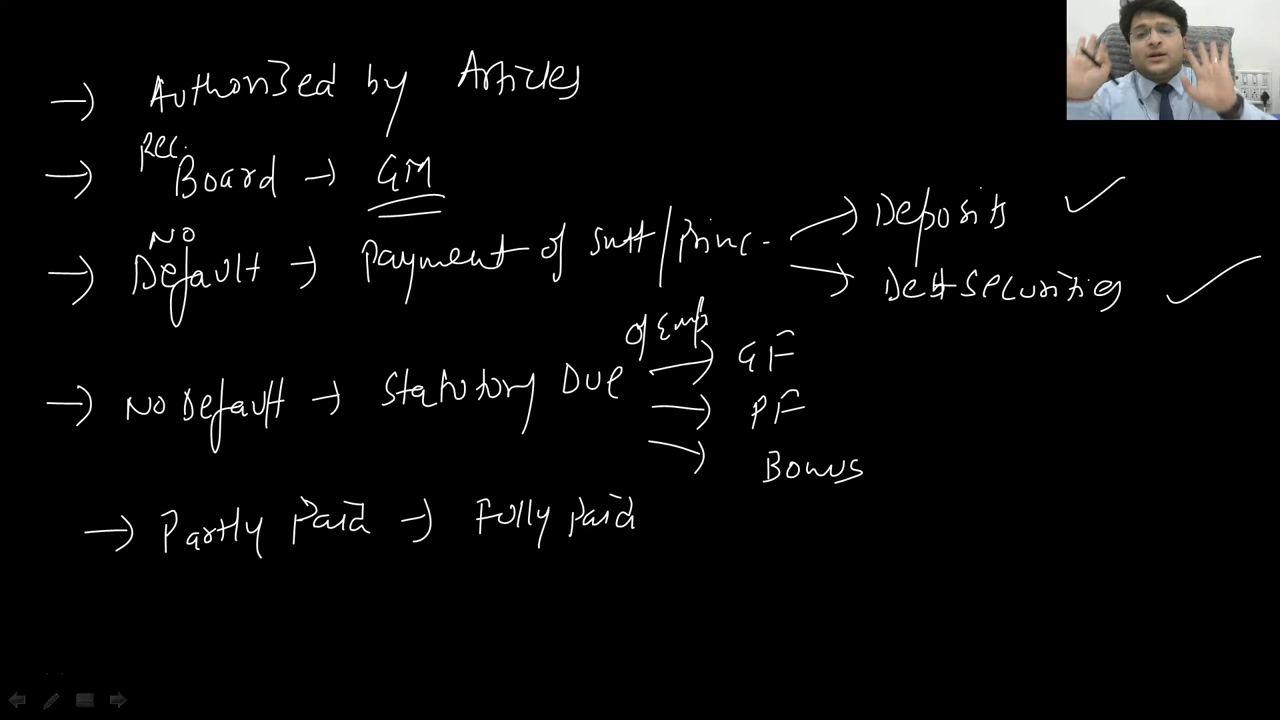 → Authorised by Articles
→ Rec. Board → GM
→ NO Default → Payment of Intt/Princ. → Deposits ✓
→ Debt Securities ✓
→ No Default → Statutory Due of Emp → GF
→ PF
→ Bonus
→ Partly Paid → Fully Paid